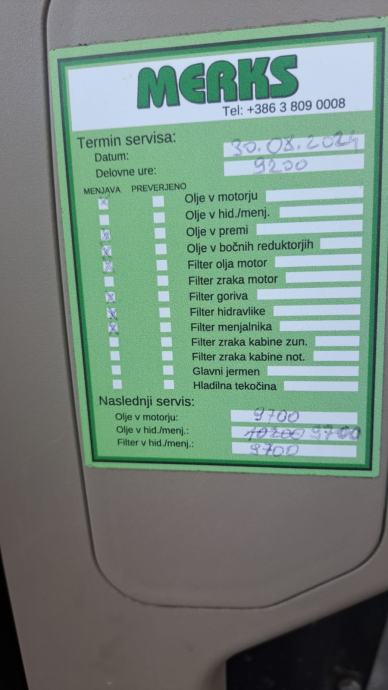 MERKS
Tel: +386 3 809 0008
Termin servisa:
Datum: 30.08.2024
Delovne ure: 9200
MENJAVA PREVERJENO
x Olje v motorju
Olje v hid./menj.
x Olje v premi
x Olje v bočnih reduktorjih
x Filter olja motor
Filter zraka motor
x Filter goriva
x Filter hidravlike
x Filter menjalnika
Filter zraka kabine zun.
Filter zraka kabine not.
Glavni jermen
Hladilna tekočina
Naslednji servis:
Olje v motorju: 9700
Olje v hid./menj.: 10200 9700
Filter v hid./menj.: 9700